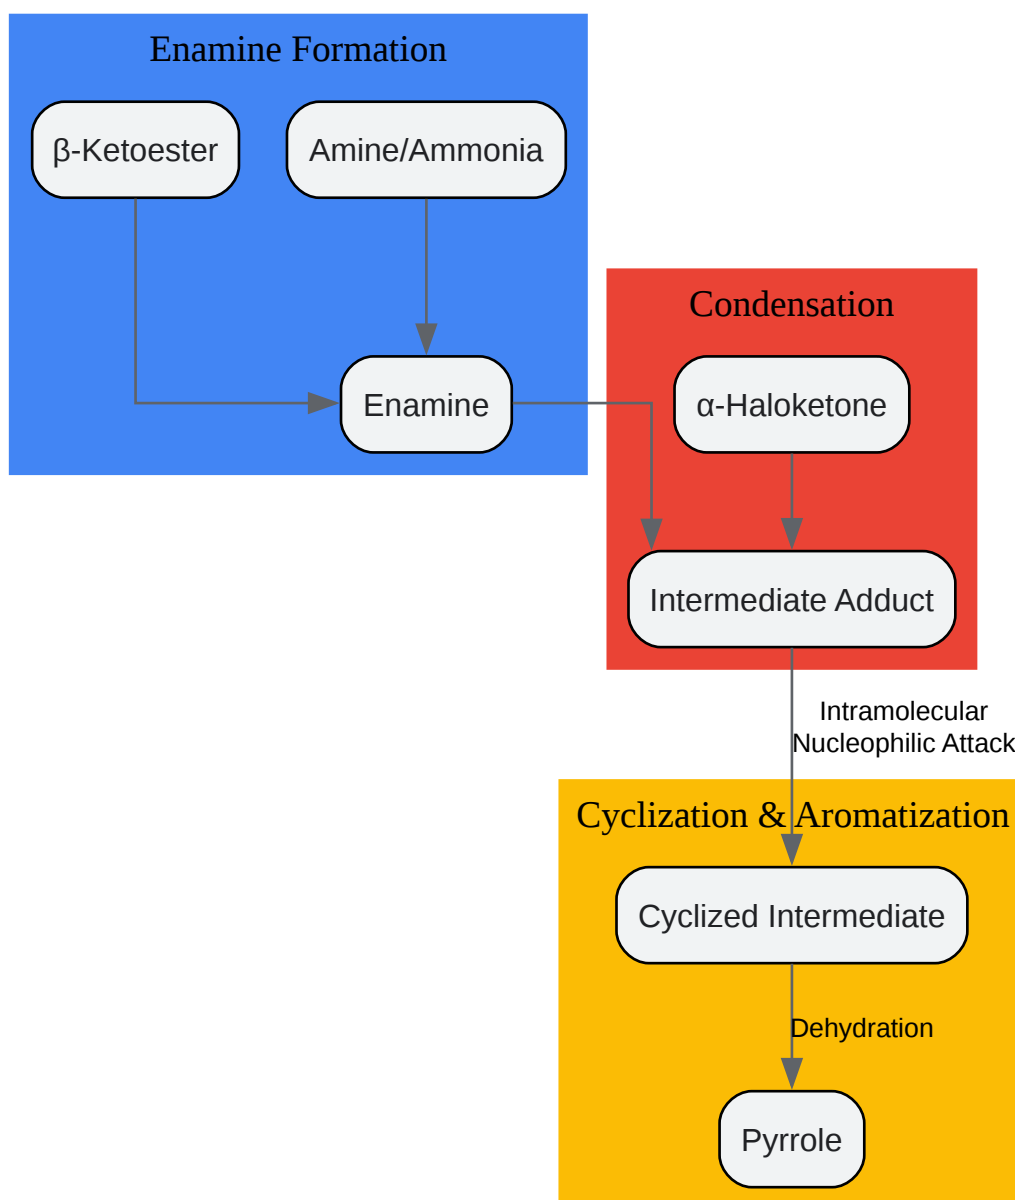 Enamine Formation
β-Ketoester
Amine/Ammonia
Enamine
Condensation
α-Haloketone
Intermediate Adduct
Intramolecular
Nucleophilic Attack
Cyclization & Aromatization
Cyclized Intermediate
Dehydration
Pyrrole